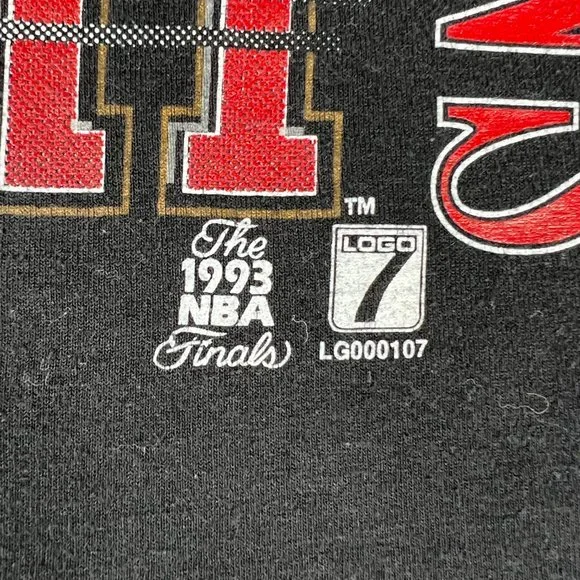 TM
The
1993
NBA
Finals
LOGO
7
LG000107